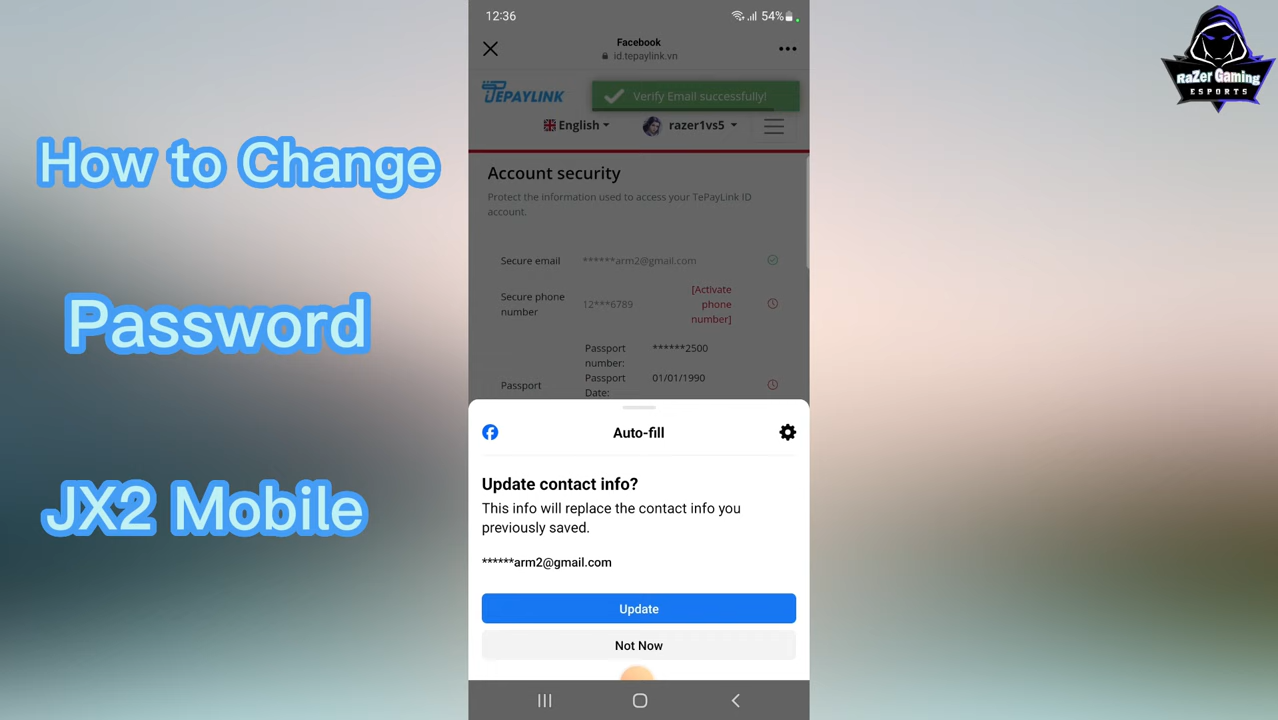 How to Change
Password
JX2 Mobile
12:36
54%
Facebook
id.tepaylink.vn
TEPAYLINK
Verify Email successfully!
English
razer1vs5
Account security
Protect the information used to access your TePayLink ID
account.
Secure email ******arm2@gmail.com
Secure phone
number
12***6789
[Activate
phone
number]
Passport
Passport
number:
******2500
Passport
Date:
01/01/1990
Auto-fill
Update contact info?
This info will replace the contact info you
previously saved.
******arm2@gmail.com
Update
Not Now
RaZer Gaming
ESPORTS